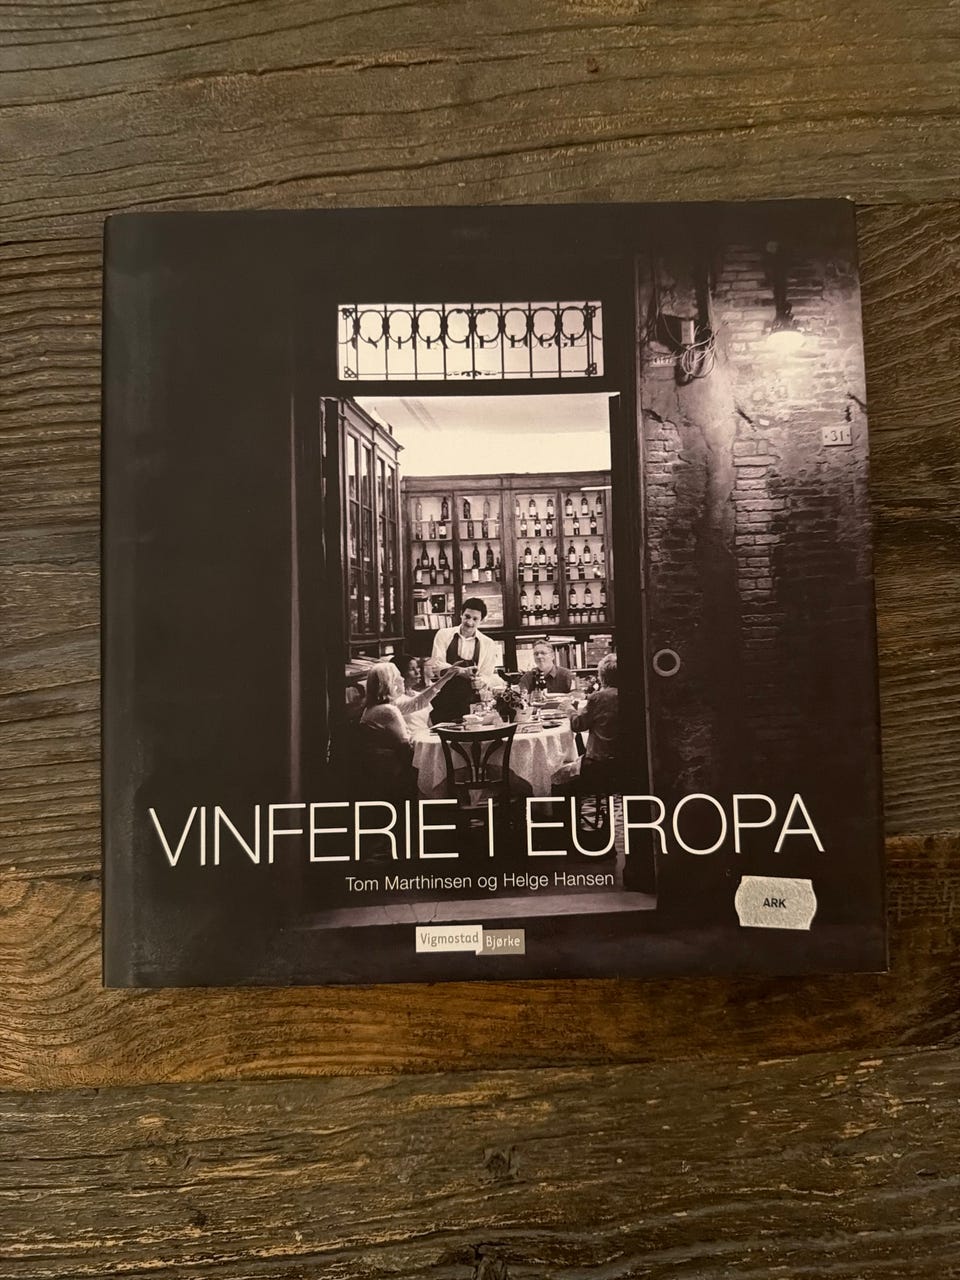 31
VINFERIE I EUROPA
Tom Marthinsen og Helge Hansen
ARK
Vigmostad Bjørke